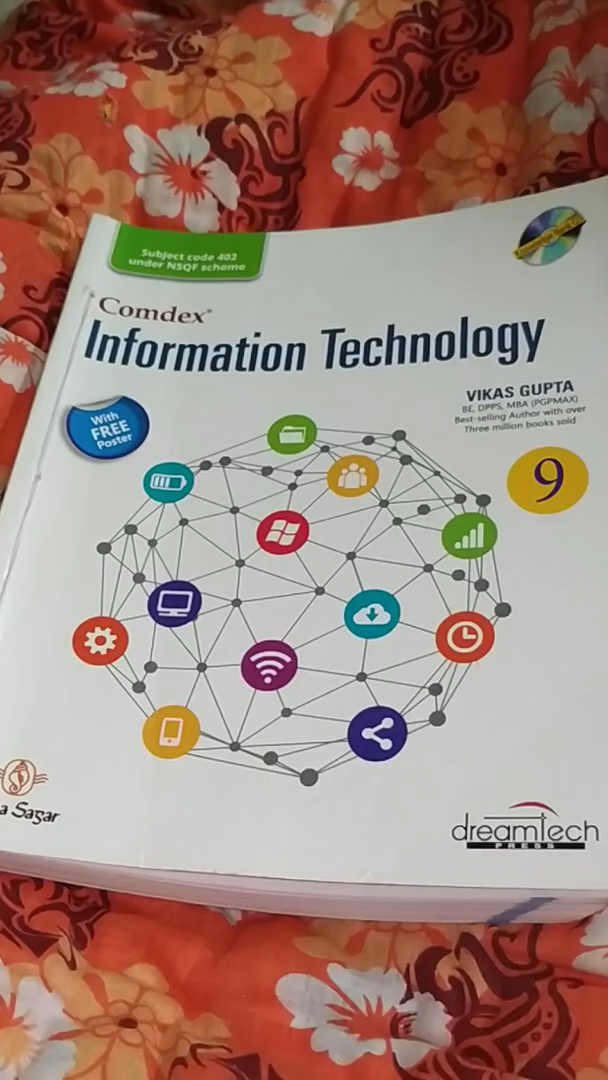 Subject code 402
under NSQF scheme
Comdex®
Information Technology
VIKAS GUPTA
BE, DPPS, MBA (PGPMAX)
Best-selling Author with over
Three million books sold
With
FREE
Poster
9
a Sagar
dreamtech
PRESS